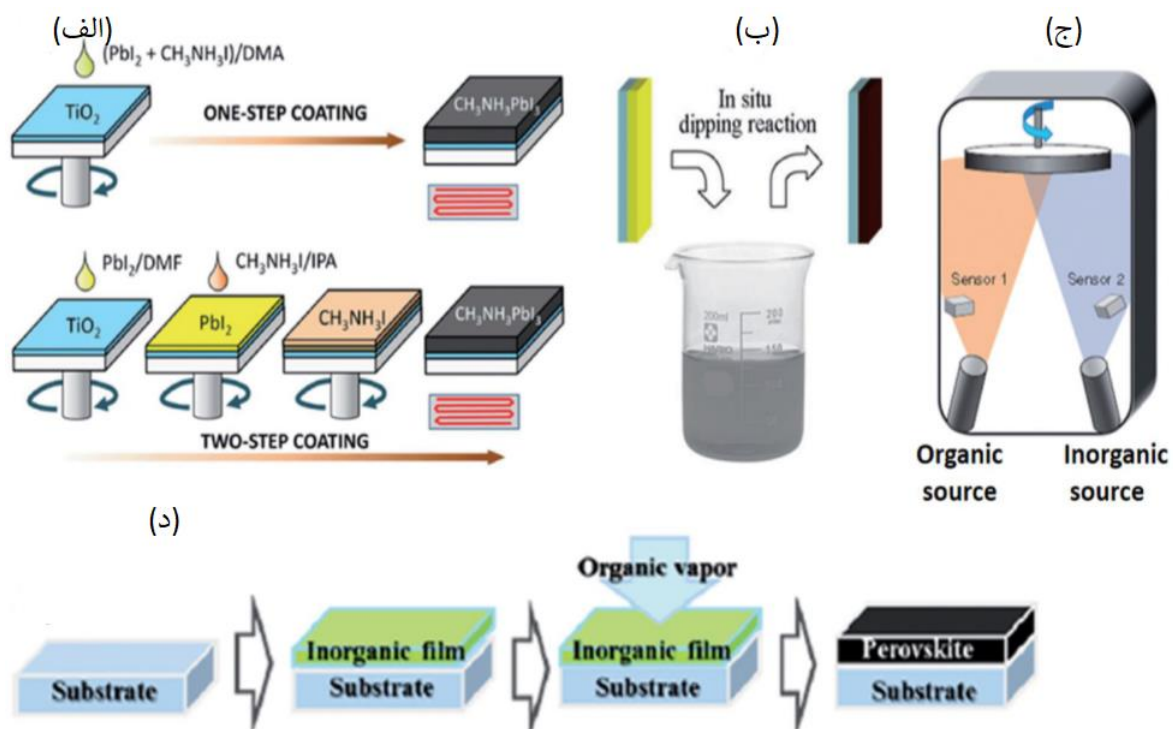 (الف)
(PbI₂ + CH₃NH₃I)/DMA
TiO₂
ONE-STEP COATING
CH₃NH₃PbI₃
PbI₂/DMF
CH₃NH₃I/IPA
TiO₂
PbI₂
CH₃NH₃I
CH₃NH₃PbI₃
TWO-STEP COATING
(ب)
In situ
dipping reaction
200ml
200
150
(ج)
Sensor 1
Sensor 2
Organic
source
Inorganic
source
(د)
Substrate
Inorganic film
Substrate
Organic vapor
Inorganic film
Substrate
Perovskite
Substrate